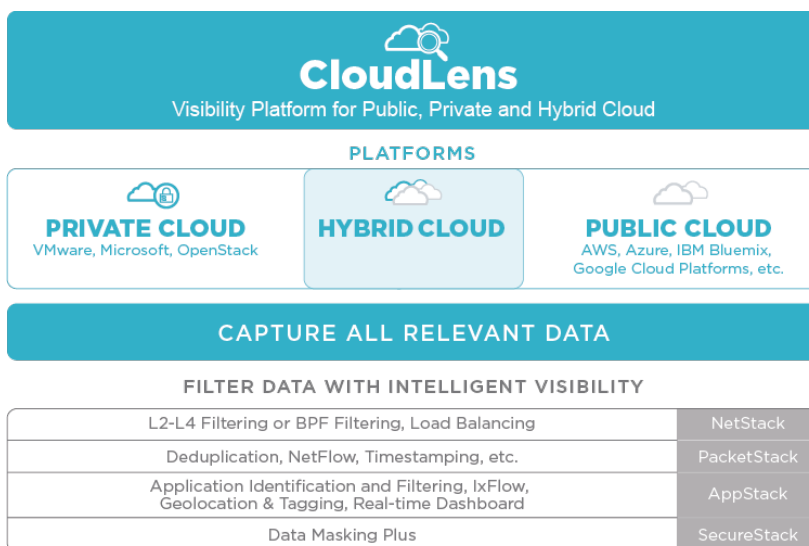 CloudLens
Visibility Platform for Public, Private and Hybrid Cloud
PLATFORMS
PRIVATE CLOUD
VMware, Microsoft, OpenStack
HYBRID CLOUD
PUBLIC CLOUD
AWS, Azure, IBM Bluemix,
Google Cloud Platforms, etc.
CAPTURE ALL RELEVANT DATA
FILTER DATA WITH INTELLIGENT VISIBILITY
L2-L4 Filtering or BPF Filtering, Load Balancing
NetStack
Deduplication, NetFlow, Timestamping, etc.
PacketStack
Application Identification and Filtering, IxFlow,
Geolocation & Tagging, Real-time Dashboard
AppStack
Data Masking Plus
SecureStack